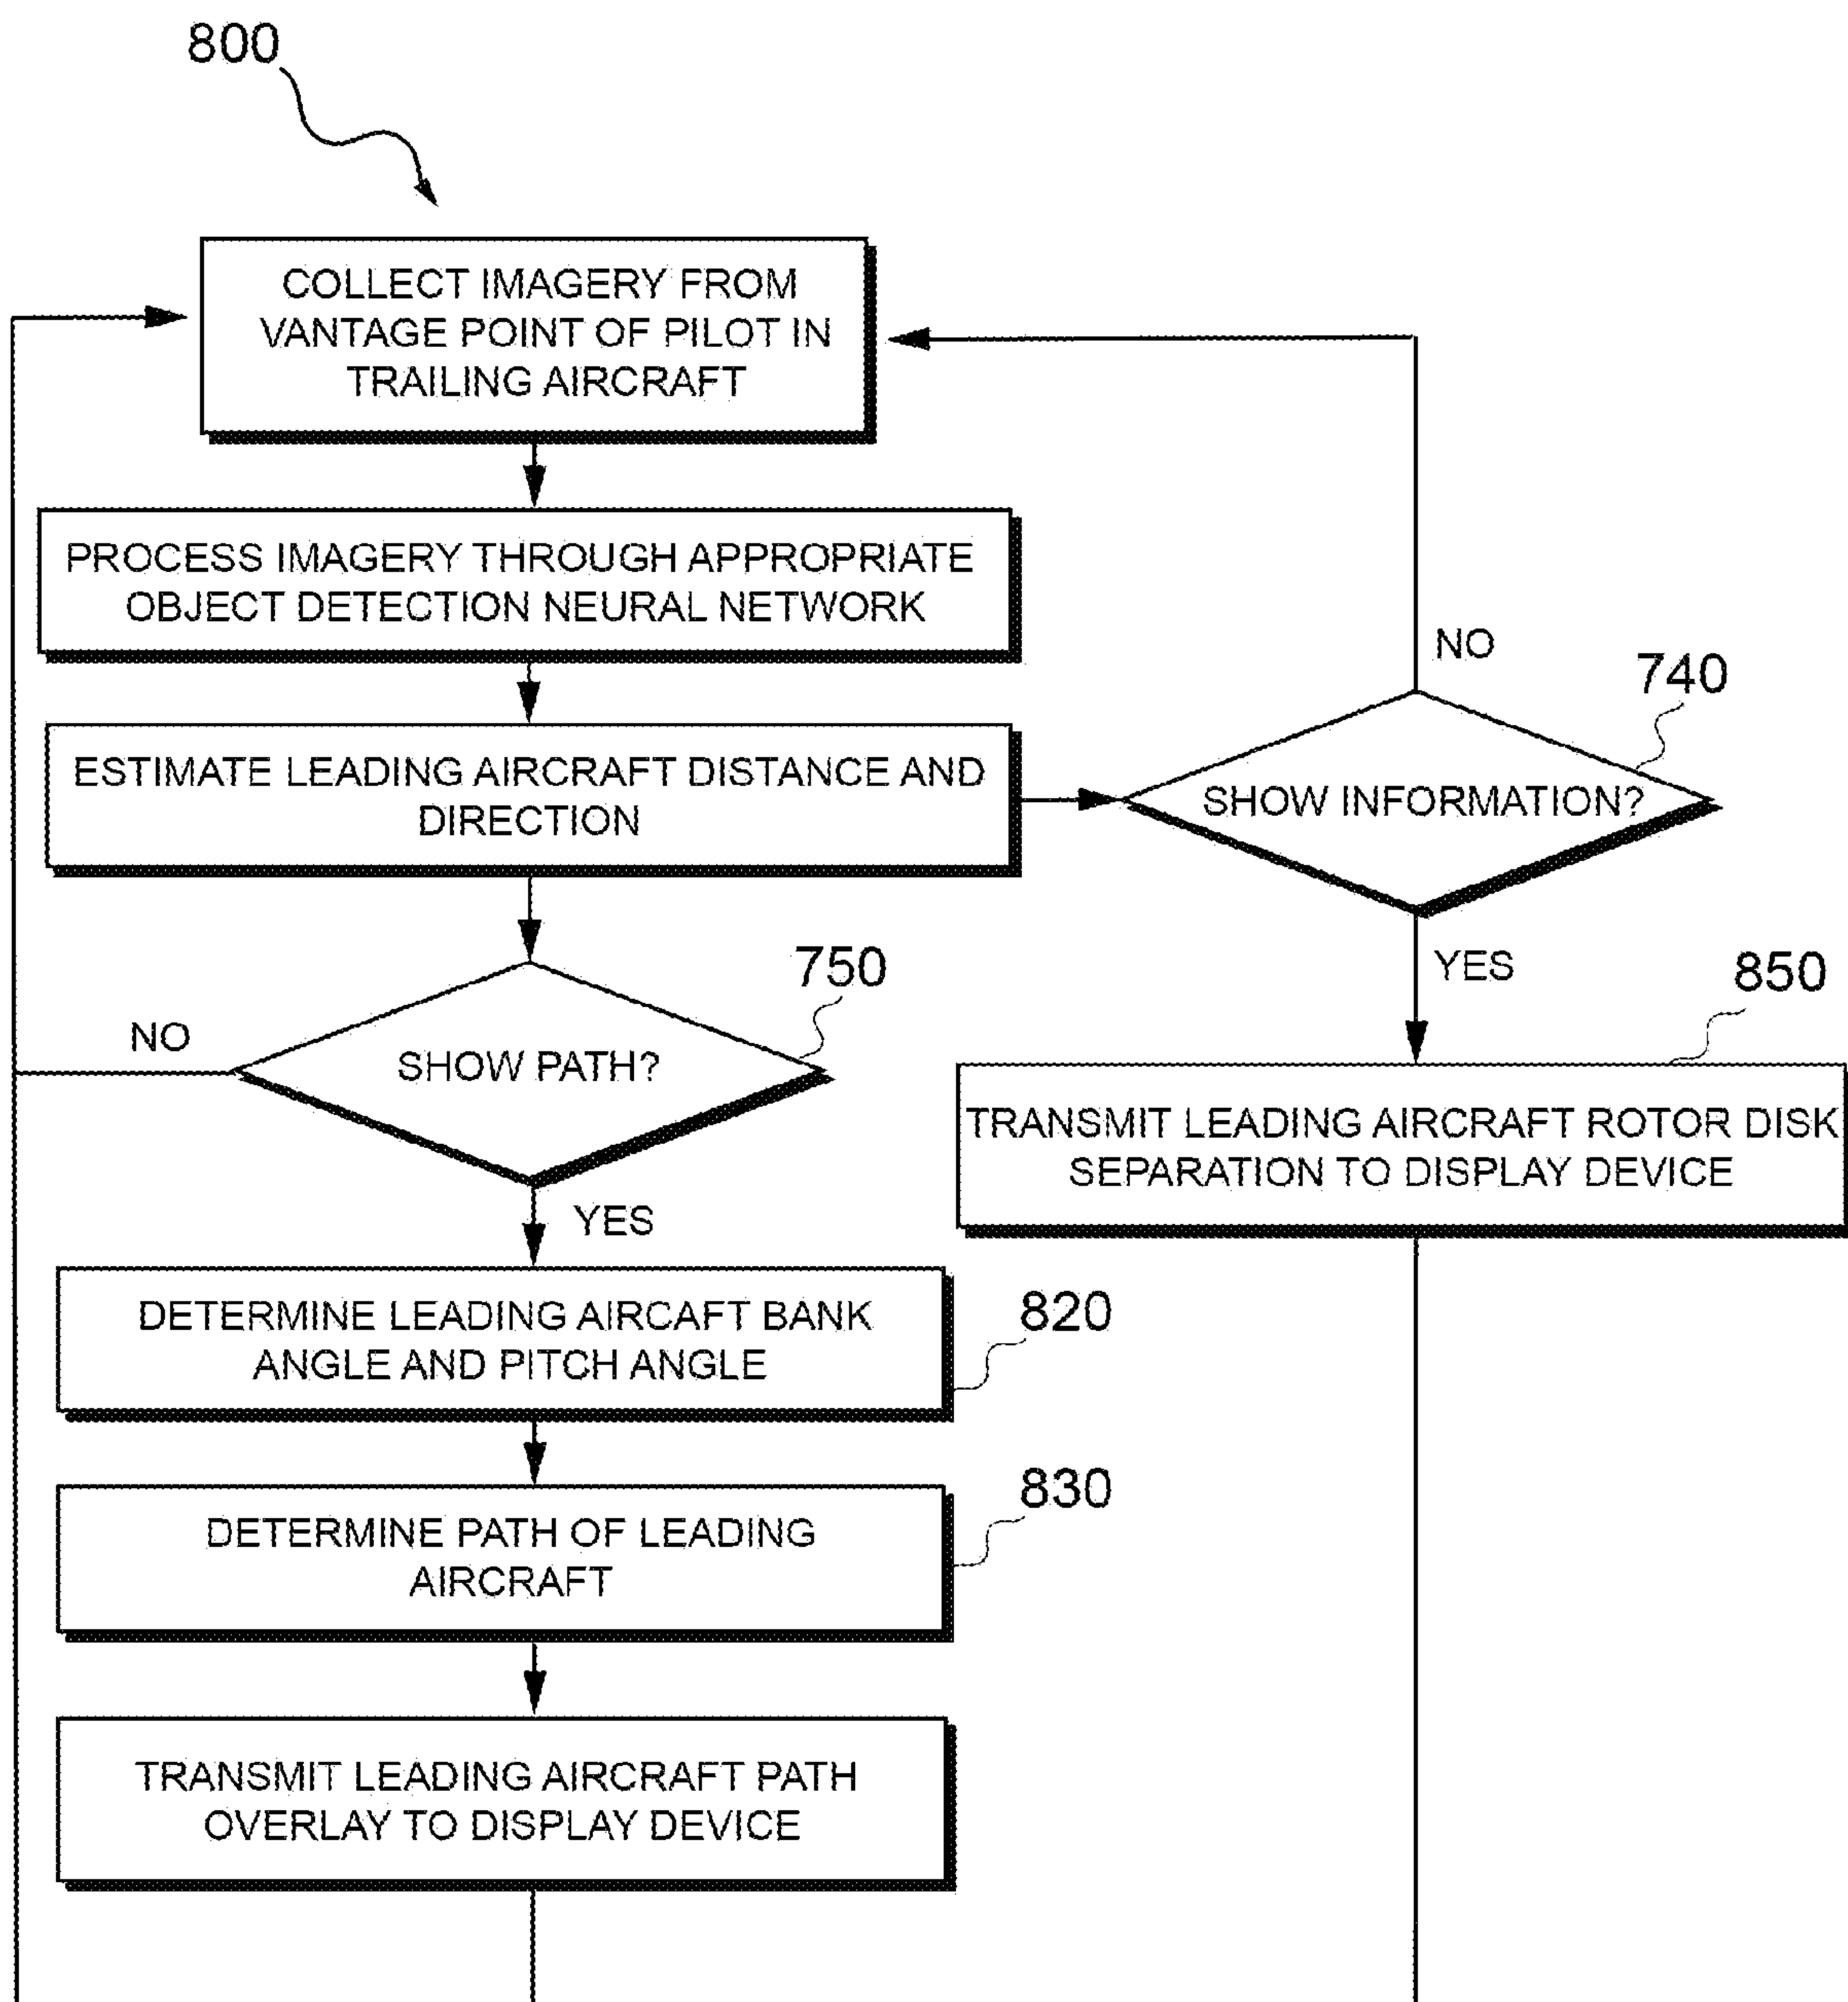 800
COLLECT IMAGERY FROM
VANTAGE POINT OF PILOT IN
TRAILING AIRCRAFT
PROCESS IMAGERY THROUGH APPROPRIATE
OBJECT DETECTION NEURAL NETWORK
NO
740
ESTIMATE LEADING AIRCRAFT DISTANCE AND
DIRECTION
SHOW INFORMATION?
750
YES
850
NO
SHOW PATH?
TRANSMIT LEADING AIRCRAFT ROTOR DISK
SEPARATION TO DISPLAY DEVICE
YES
DETERMINE LEADING AIRCAFT BANK
ANGLE AND PITCH ANGLE
820
DETERMINE PATH OF LEADING
AIRCRAFT
830
TRANSMIT LEADING AIRCRAFT PATH
OVERLAY TO DISPLAY DEVICE